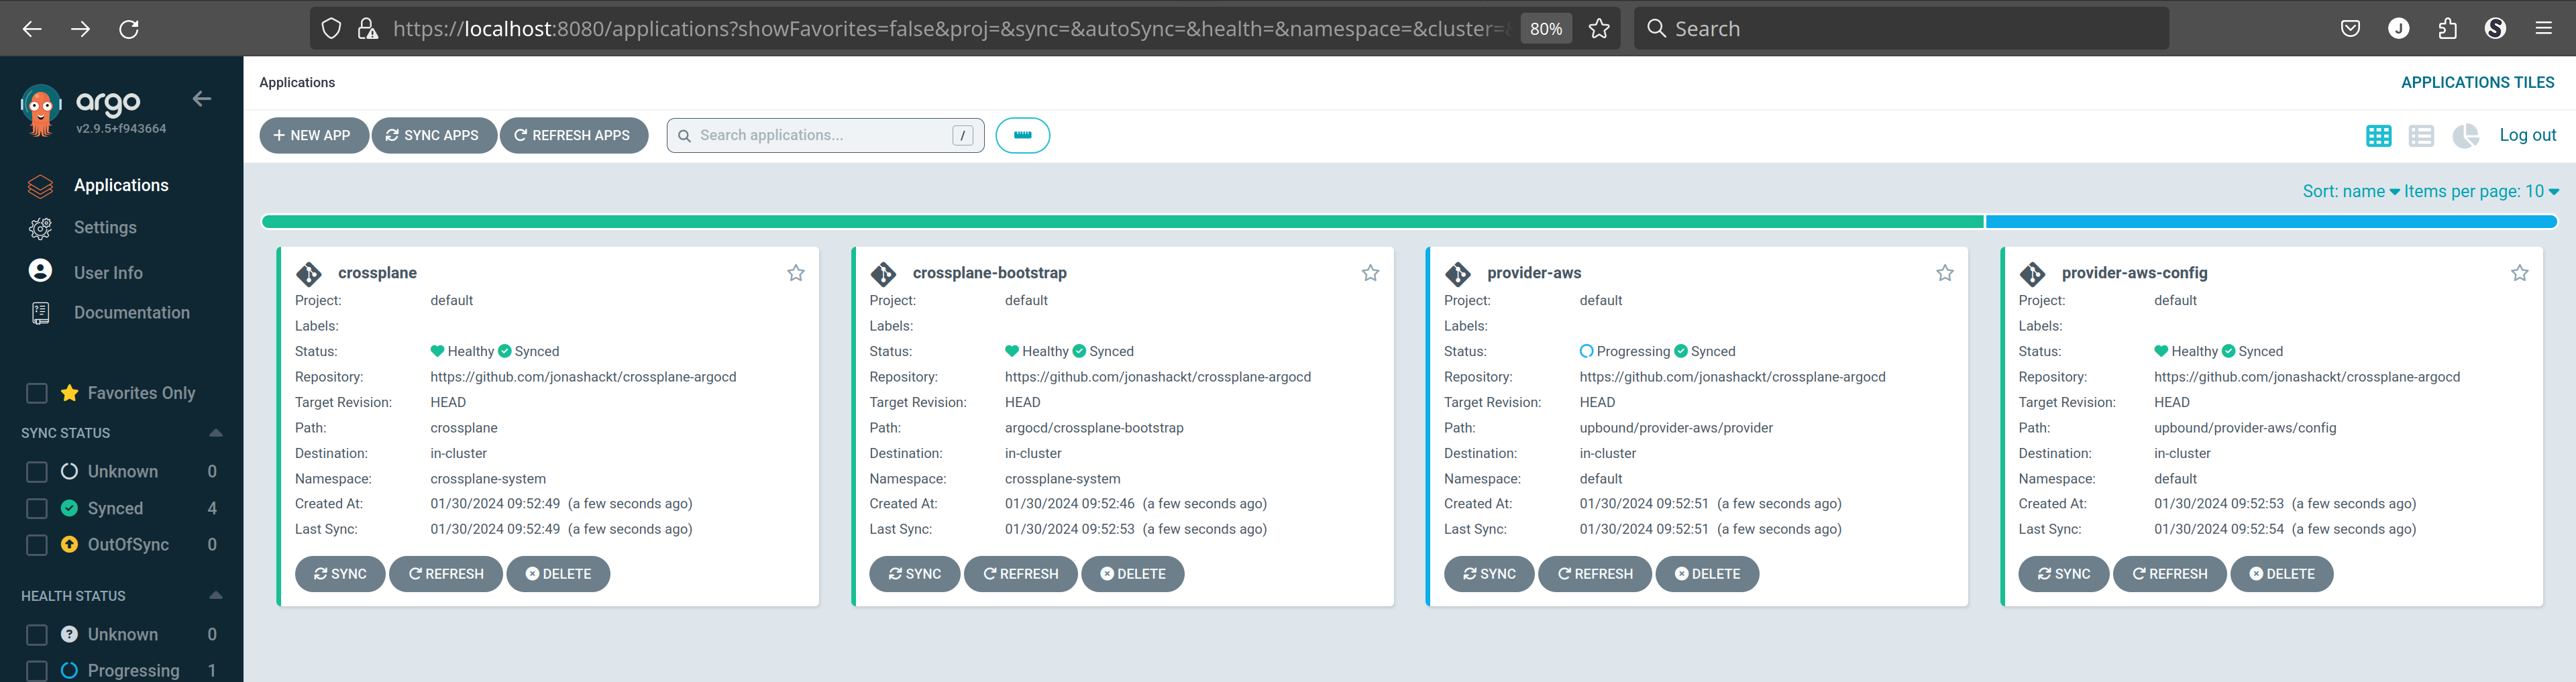 https://localhost:8080/applications?showFavorites=false&proj=&sync=&autoSync=&health=&namespace=&cluster=&
80%
Search
J
S
argo
v2.9.5+f943664
Applications
Settings
User Info
Documentation
Favorites Only
SYNC STATUS
Unknown 0
Synced 4
OutOfSync 0
HEALTH STATUS
Unknown 0
Progressing 1
Applications
APPLICATIONS TILES
NEW APP
SYNC APPS
REFRESH APPS
Search applications... /
Log out
Sort: name Items per page: 10
crossplane
Project: default
Labels:
Status: Healthy Synced
Repository: https://github.com/jonashackt/crossplane-argocd
Target Revision: HEAD
Path: crossplane
Destination: in-cluster
Namespace: crossplane-system
Created At: 01/30/2024 09:52:49 (a few seconds ago)
Last Sync: 01/30/2024 09:52:49 (a few seconds ago)
SYNC REFRESH DELETE
crossplane-bootstrap
Project: default
Labels:
Status: Healthy Synced
Repository: https://github.com/jonashackt/crossplane-argocd
Target Revision: HEAD
Path: argocd/crossplane-bootstrap
Destination: in-cluster
Namespace: crossplane-system
Created At: 01/30/2024 09:52:46 (a few seconds ago)
Last Sync: 01/30/2024 09:52:53 (a few seconds ago)
SYNC REFRESH DELETE
provider-aws
Project: default
Labels:
Status: Progressing Synced
Repository: https://github.com/jonashackt/crossplane-argocd
Target Revision: HEAD
Path: upbound/provider-aws/provider
Destination: in-cluster
Namespace: default
Created At: 01/30/2024 09:52:51 (a few seconds ago)
Last Sync: 01/30/2024 09:52:51 (a few seconds ago)
SYNC REFRESH DELETE
provider-aws-config
Project: default
Labels:
Status: Healthy Synced
Repository: https://github.com/jonashackt/crossplane-argocd
Target Revision: HEAD
Path: upbound/provider-aws/config
Destination: in-cluster
Namespace: default
Created At: 01/30/2024 09:52:53 (a few seconds ago)
Last Sync: 01/30/2024 09:52:54 (a few seconds ago)
SYNC REFRESH DELETE